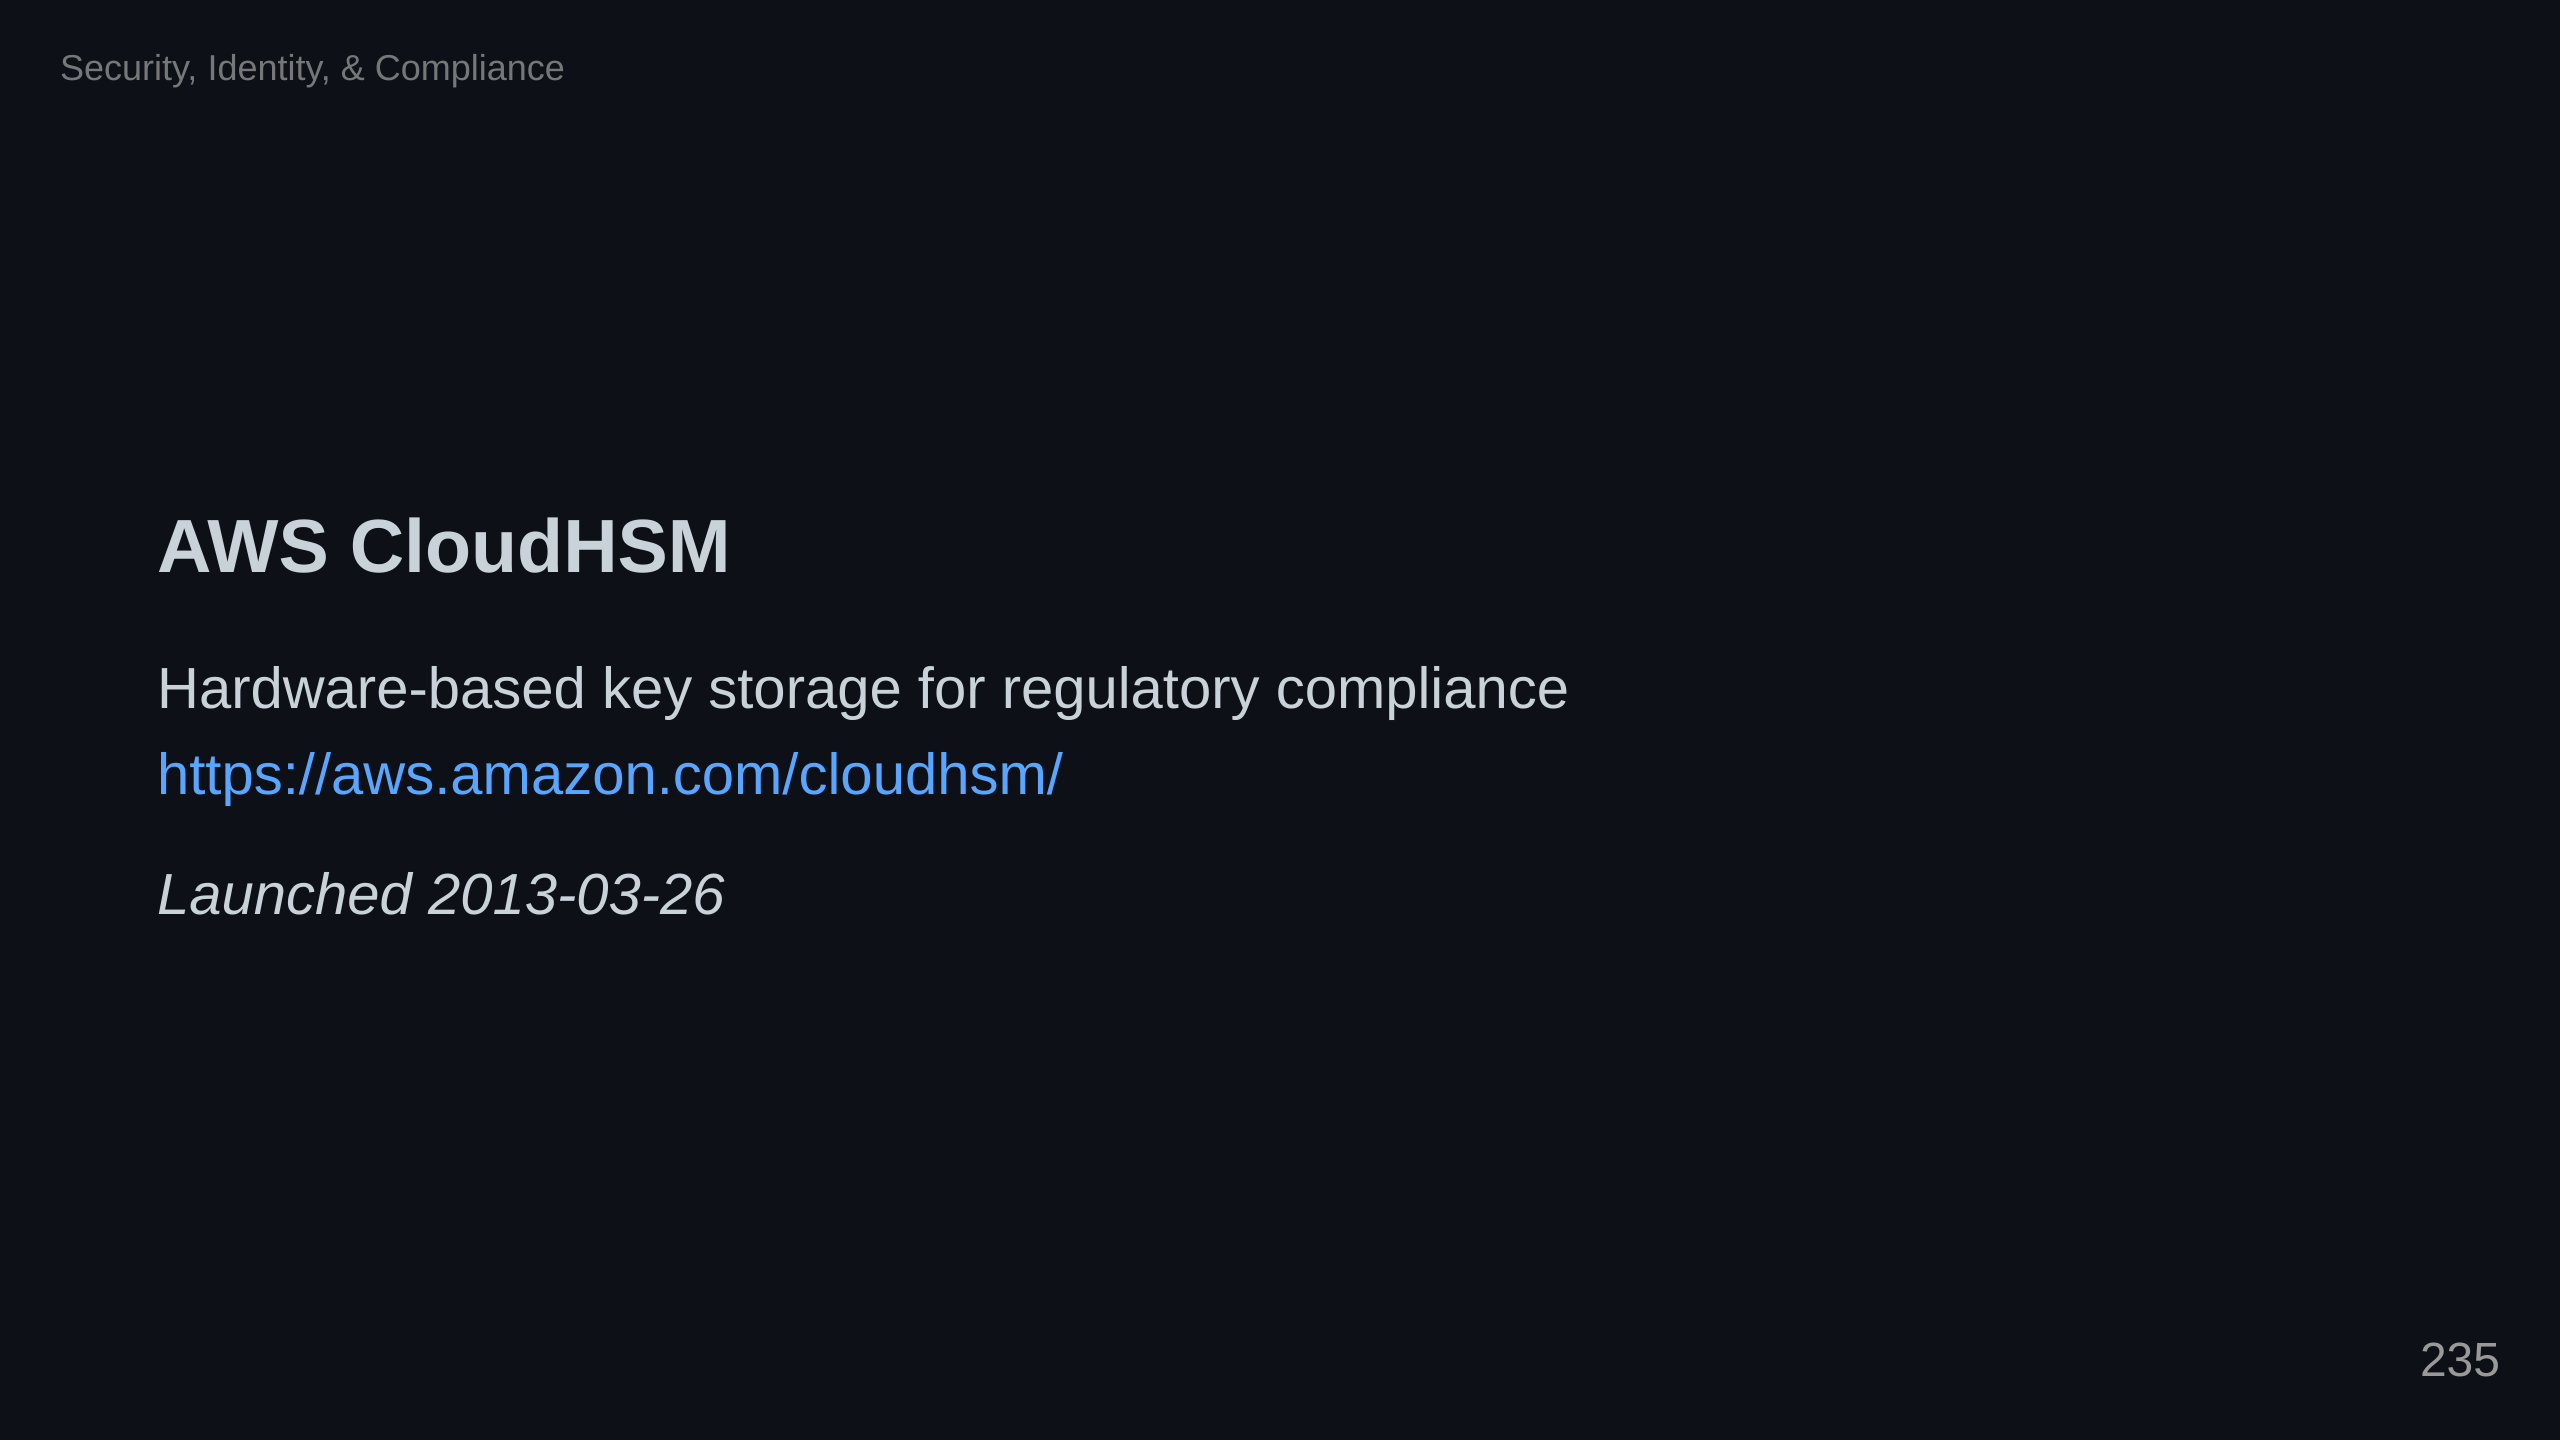 Security, Identity, & Compliance
AWS CloudHSM
Hardware-based key storage for regulatory compliance
https://aws.amazon.com/cloudhsm/
Launched 2013-03-26
235